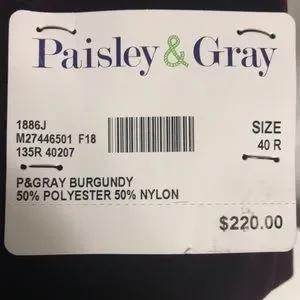 Paisley & Gray
1886J
M27446501 F18
135R 40207
SIZE
40 R
P&GRAY BURGUNDY
50% POLYESTER 50% NYLON
$220.00